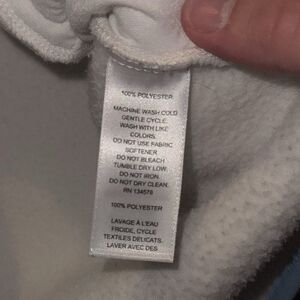 100% POLYESTER
MACHINE WASH COLD
GENTLE CYCLE.
WASH WITH LIKE
COLORS.
DO NOT USE FABRIC
SOFTENER.
DO NOT BLEACH
TUMBLE DRY LOW.
DO NOT IRON.
DO NOT DRY CLEAN.
RN 134578
100% POLYESTER
LAVAGE À L'EAU
FROIDE, CYCLE
TEXTILES DÉLICATS.
LAVER AVEC DES